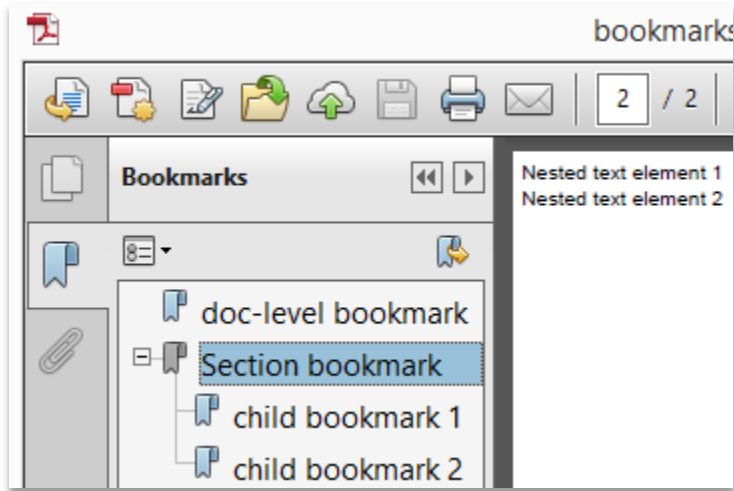 bookmarks
2 / 2
Bookmarks
Nested text element 1
Nested text element 2
doc-level bookmark
Section bookmark
child bookmark 1
child bookmark 2